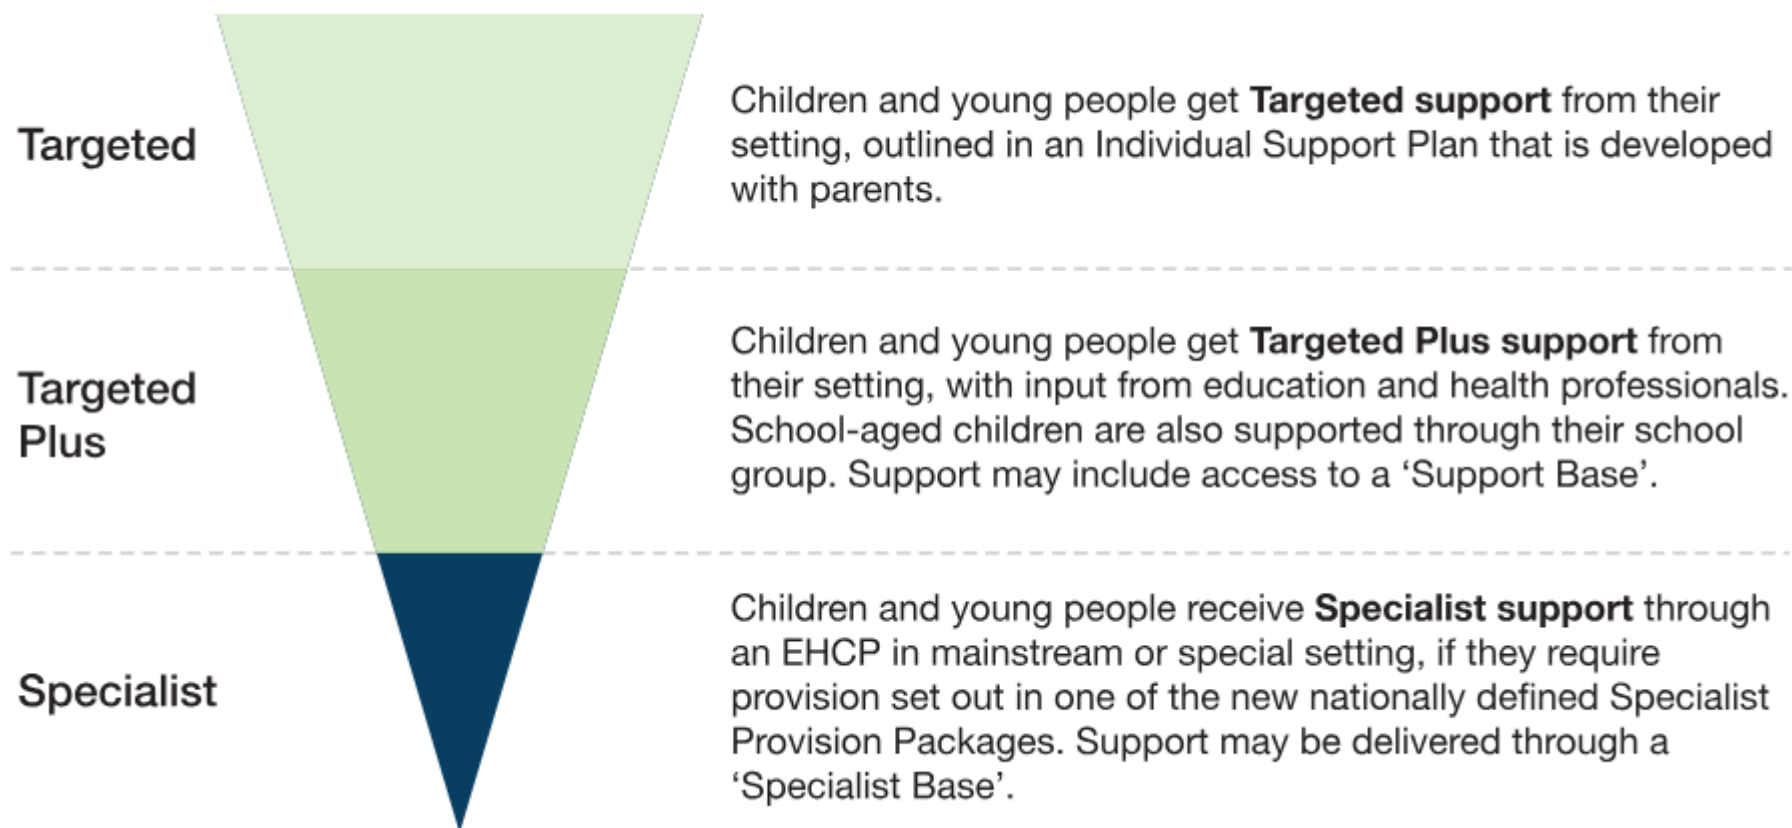 Targeted
Children and young people get Targeted support from their
setting, outlined in an Individual Support Plan that is developed
with parents.
Targeted
Plus
Children and young people get Targeted Plus support from
their setting, with input from education and health professionals.
School-aged children are also supported through their school
group. Support may include access to a ‘Support Base’.
Specialist
Children and young people receive Specialist support through
an EHCP in mainstream or special setting, if they require
provision set out in one of the new nationally defined Specialist
Provision Packages. Support may be delivered through a
‘Specialist Base’.